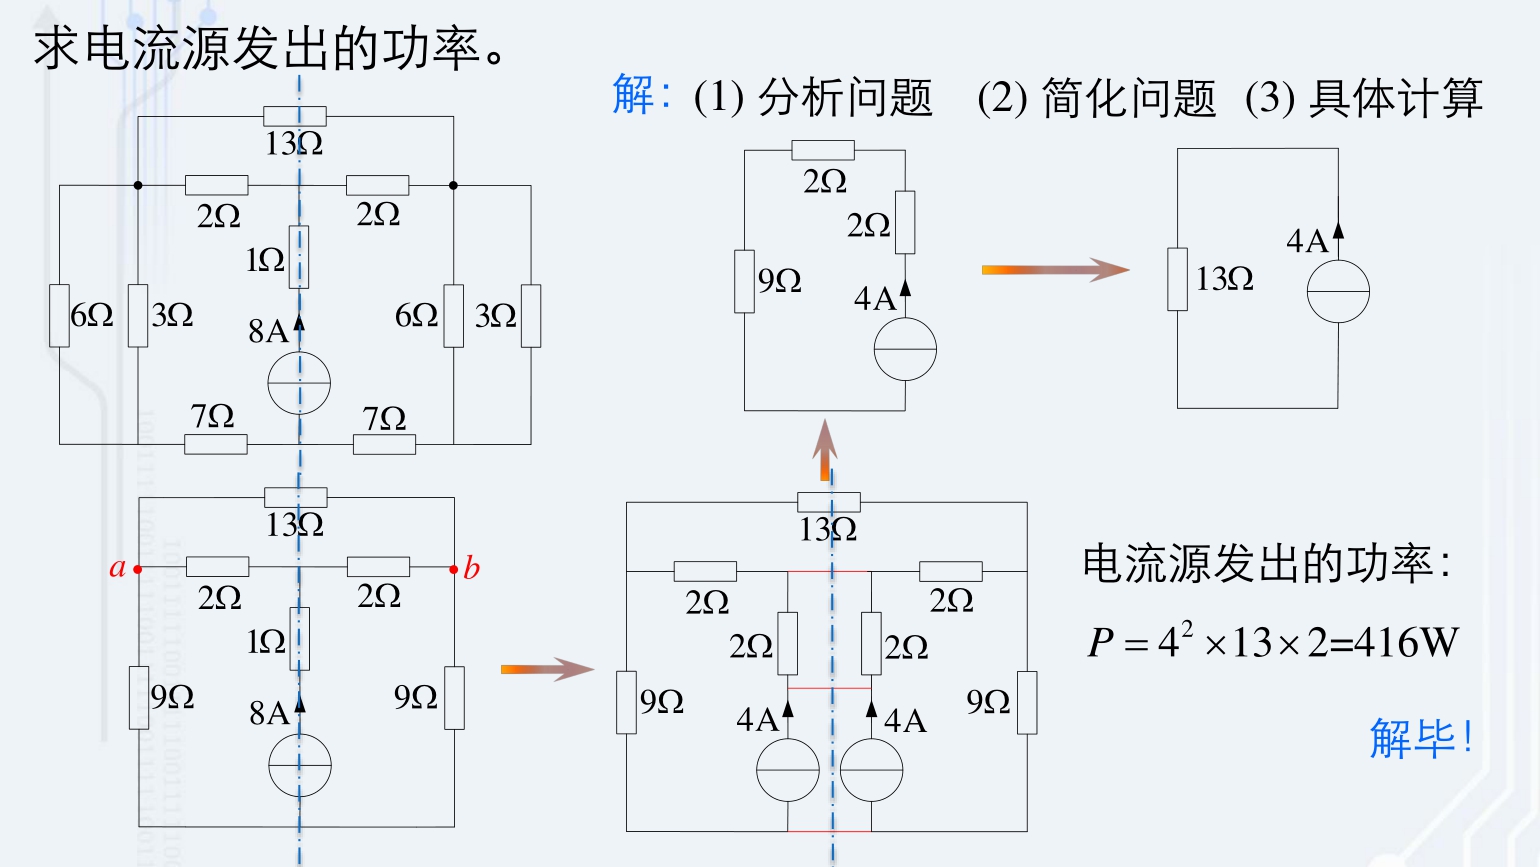 求电流源发出的功率。
解：(1) 分析问题 (2) 简化问题 (3) 具体计算
13Ω
2Ω 2Ω
1Ω
6Ω 3Ω 6Ω 3Ω
8A
7Ω 7Ω
2Ω
2Ω
9Ω
4A
4A
13Ω
13Ω
a b
2Ω 2Ω
1Ω
9Ω 9Ω
8A
13Ω
2Ω 2Ω
2Ω 2Ω
9Ω 9Ω
4A 4A
电流源发出的功率：
P = 4² ×13×2=416W
解毕！